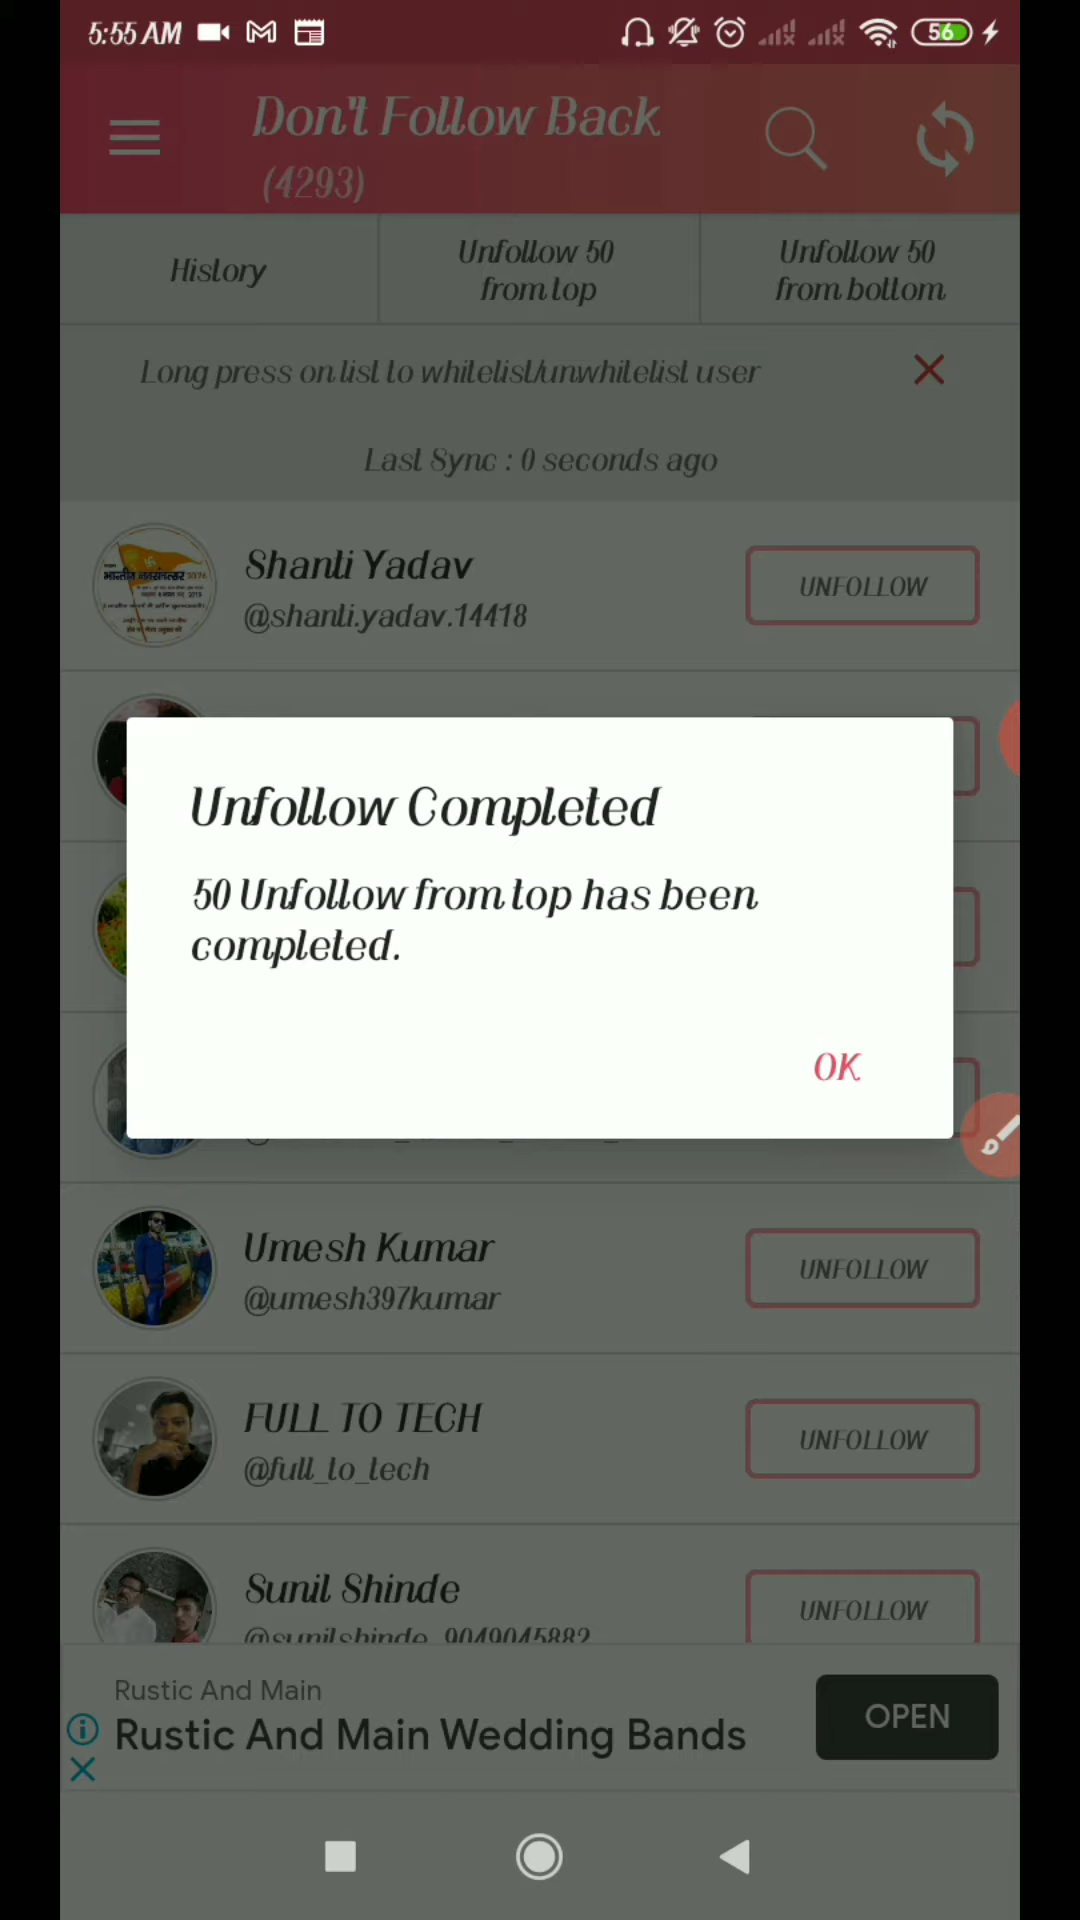 5:55 AM
56
Don't Follow Back
(4293)
History
Unfollow 50
from top
Unfollow 50
from bottom
Long press on list to whitelist/unwhitelist user
Last Sync : 0 seconds ago
Shanti Yadav
@shanti.yadav.14418
UNFOLLOW
Unfollow Completed
50 Unfollow from top has been
completed.
OK
Umesh Kumar
@umesh397kumar
UNFOLLOW
FULL TO TECH
@full_to_tech
UNFOLLOW
Sunil Shinde
@sunilshinde_9049045882
UNFOLLOW
Rustic And Main
Rustic And Main Wedding Bands
OPEN